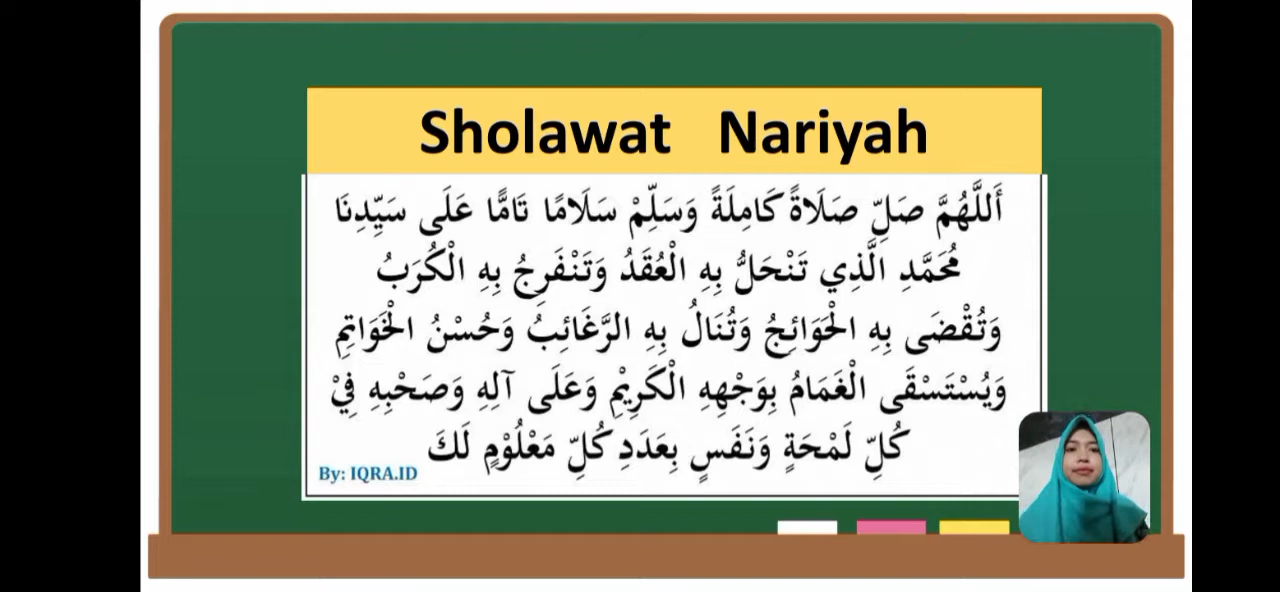 Sholawat Nariyah
أَللَّهُمَّ صَلِّ صَلَاةً كَامِلَةً وَسَلِّمْ سَلَامًا تَامًّا عَلَى سَيِّدِنَا
مُحَمَّدِ الَّذِي تَنْحَلُّ بِهِ الْعُقَدُ وَتَنْفَرِجُ بِهِ الْكُرَبُ
وَتُقْضَى بِهِ الْحَوَائِجُ وَتُنَالُ بِهِ الرَّغَائِبُ وَحُسْنُ الْخَوَاتِمِ
وَيُسْتَسْقَى الْغَمَامُ بِوَجْهِهِ الْكَرِيْمِ وَعَلَى آلِهِ وَصَحْبِهِ فِيْ
كُلِّ لَمْحَةٍ وَنَفَسٍ بِعَدَدِ كُلِّ مَعْلُوْمٍ لَكَ
By: IQRA.ID